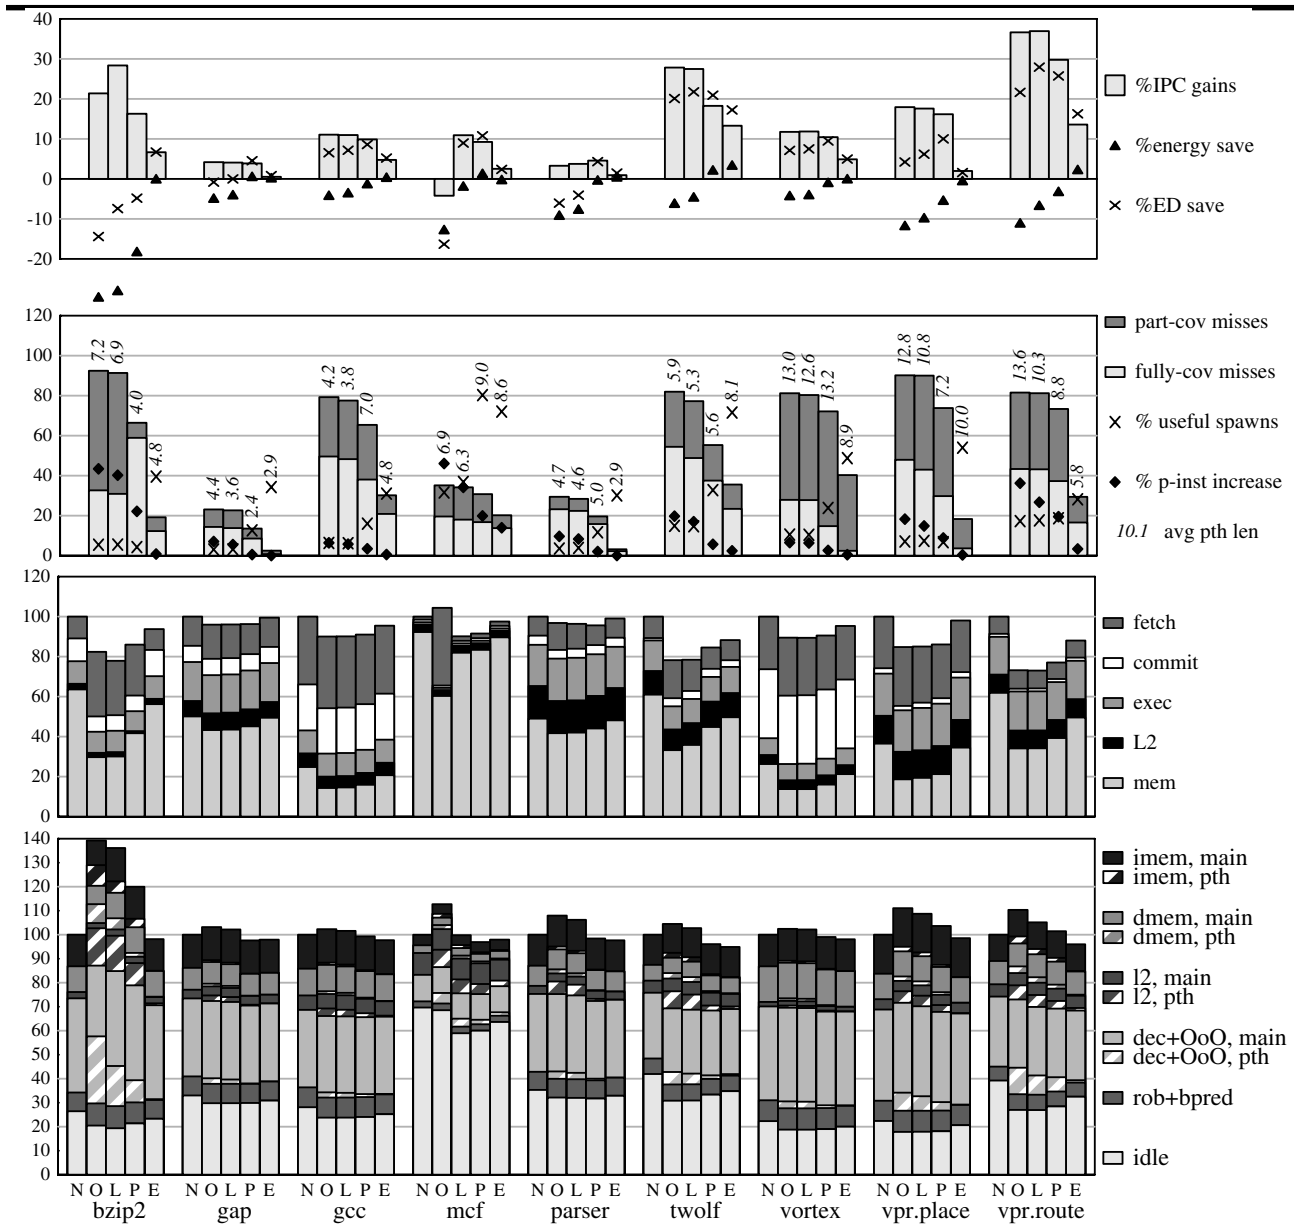 40
30
20
10
0
-10
-20
%IPC gains
%energy save
%ED save
120
100
80
60
40
20
0
7.2 6.9 4.0 4.8
4.4 3.6 2.4 2.9
4.2 3.8 7.0 4.8
6.9 6.3 9.0 8.6
4.7 4.6 5.0 2.9
5.9 5.3 5.6 8.1
13.0 12.6 13.2 8.9
12.8 10.8 7.2 10.0
13.6 10.3 8.8 5.8
part-cov misses
fully-cov misses
% useful spawns
% p-inst increase
10.1 avg pth len
120
100
80
60
40
20
0
fetch
commit
exec
L2
mem
140
130
120
110
100
90
80
70
60
50
40
30
20
10
0
imem, main
imem, pth
dmem, main
dmem, pth
l2, main
l2, pth
dec+OoO, main
dec+OoO, pth
rob+bpred
idle
N O L P E N O L P E N O L P E N O L P E N O L P E N O L P E N O L P E N O L P E N O L P E
bzip2 gap gcc mcf parser twolf vortex vpr.place vpr.route